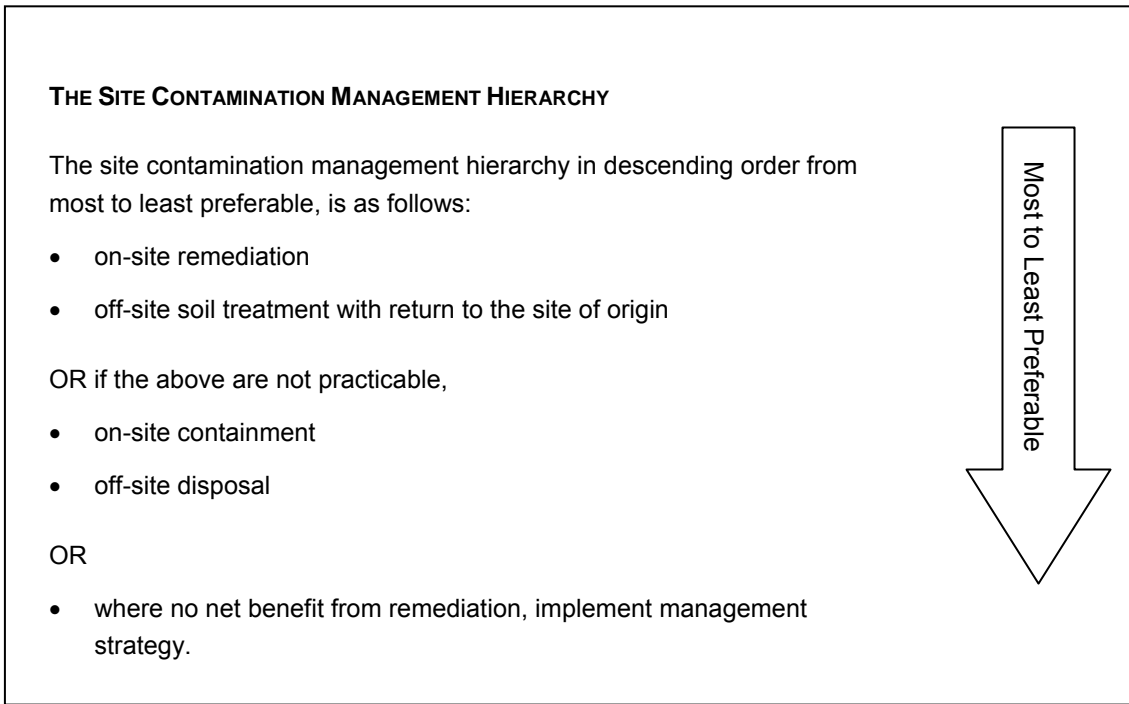 THE SITE CONTAMINATION MANAGEMENT HIERARCHY
The site contamination management hierarchy in descending order from
most to least preferable, is as follows:
• on-site remediation
• off-site soil treatment with return to the site of origin
OR if the above are not practicable,
• on-site containment
• off-site disposal
OR
• where no net benefit from remediation, implement management
strategy.
Most to Least Preferable